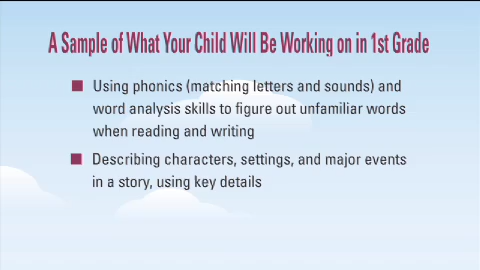 A Sample of What Your Child Will Be Working on in 1st Grade
Using phonics (matching letters and sounds) and
word analysis skills to figure out unfamiliar words
when reading and writing
Describing characters, settings, and major events
in a story, using key details